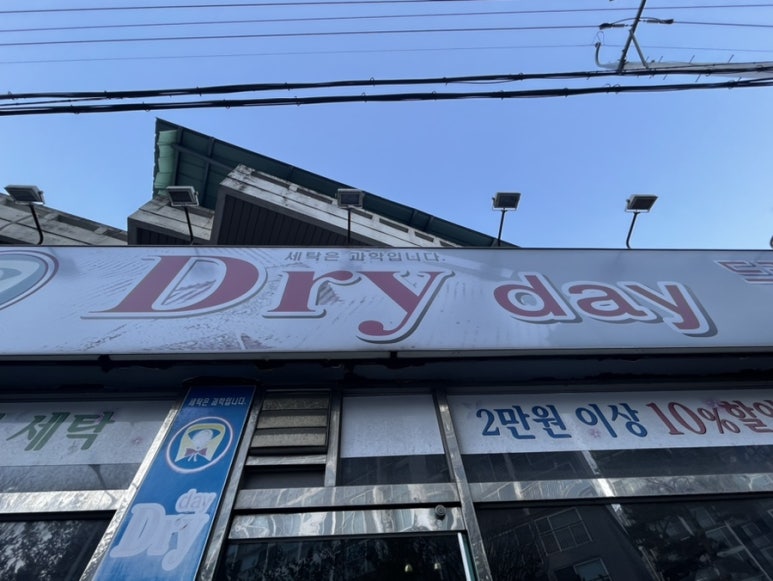 세탁은 과학입니다.
Dry day
세탁
세탁은 과학입니다.
day
Dry
2만원 이상 10%할인